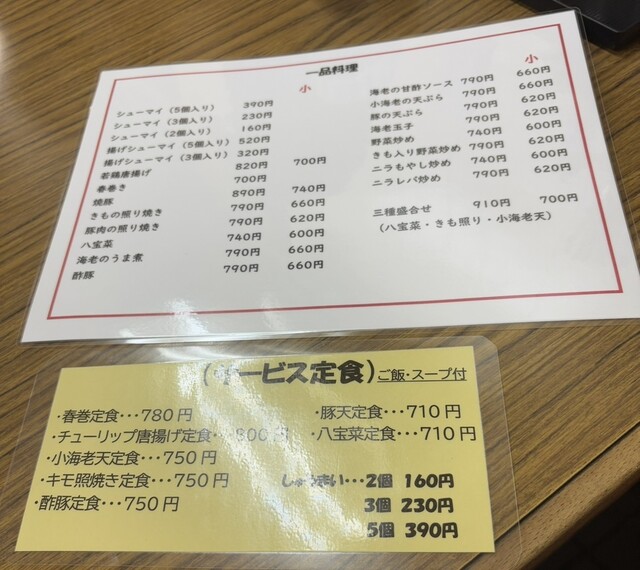 一品料理
小
シューマイ(5個入り) 390円
シューマイ(3個入り) 230円
シューマイ(2個入り) 160円
揚げシューマイ(5個入り) 520円
揚げシューマイ(3個入り) 320円
若鶏唐揚げ 820円 700円
春巻き 700円
焼豚 890円 740円
きもの照り焼き 790円 660円
豚肉の照り焼き 790円 620円
八宝菜 740円 600円
海老のうま煮 790円 660円
酢豚 790円 660円
小
海老の甘酢ソース 790円 660円
小海老の天ぷら 790円 660円
豚の天ぷら 790円 620円
海老玉子 790円 620円
野菜炒め 740円 600円
きも入り野菜炒め 790円 620円
ニラもやし炒め 740円 600円
ニラレバ炒め 790円 620円
三種盛合せ 910円 700円
(八宝菜・きも照り・小海老天)
(サービス定食)ご飯・スープ付
・春巻定食・・・780円
・チューリップ唐揚げ定食・・・800円
・小海老天定食・・・750円
・キモ照焼き定食・・・750円
・酢豚定食・・・750円
・豚天定食・・・710円
・八宝菜定食・・・710円
しゅうまい・・・2個 160円
3個 230円
5個 390円